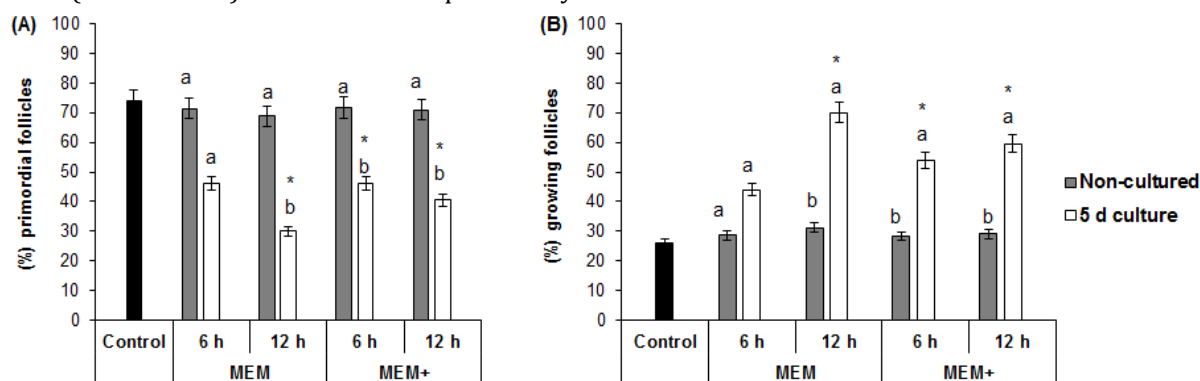 (A)
100
90
80
70
60
50
40
30
20
10
0
(%) primordial follicles
a
a
a
* b
a
* b
a
* b
Control 6 h 12 h 6 h 12 h
MEM MEM+
(B)
100
90
80
70
60
50
40
30
20
10
0
(%) growing follicles
a
a
b
* a
b
* a
b
* a
Control 6 h 12 h 6 h 12 h
MEM MEM+
Non-cultured
5 d culture